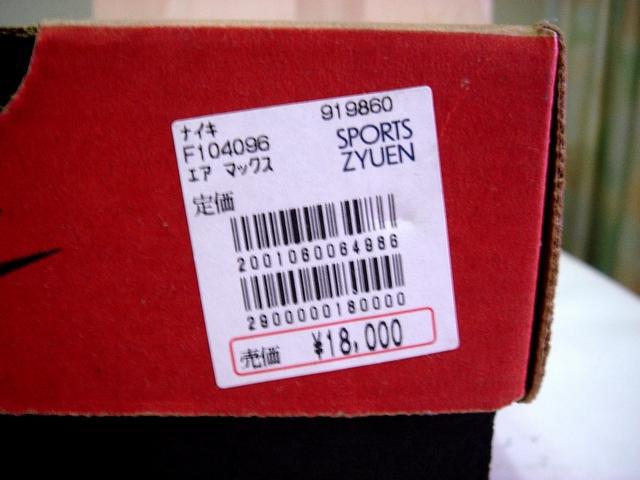 919860
ナイキ
SPORTS
F104096
ZYUEN
エア マックス
定価
2001060064986
2900000180000
売価 ¥18,000